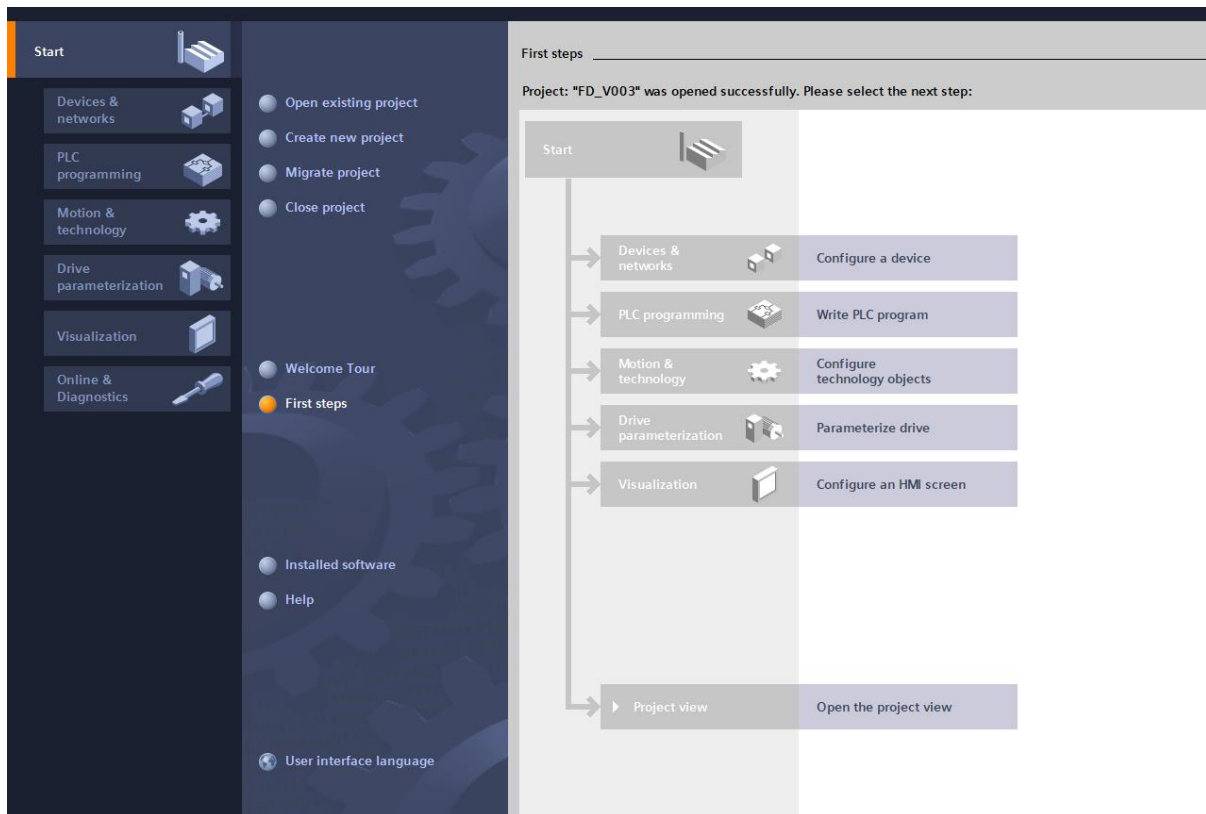 Start
Devices &
networks
PLC
programming
Motion &
technology
Drive
parameterization
Visualization
Online &
Diagnostics
Open existing project
Create new project
Migrate project
Close project
Welcome Tour
First steps
Installed software
Help
User interface language
First steps
Project: "FD_V003" was opened successfully. Please select the next step:
Start
Devices &
networks
Configure a device
PLC programming
Write PLC program
Motion &
technology
Configure
technology objects
Drive
parameterization
Parameterize drive
Visualization
Configure an HMI screen
Project view
Open the project view